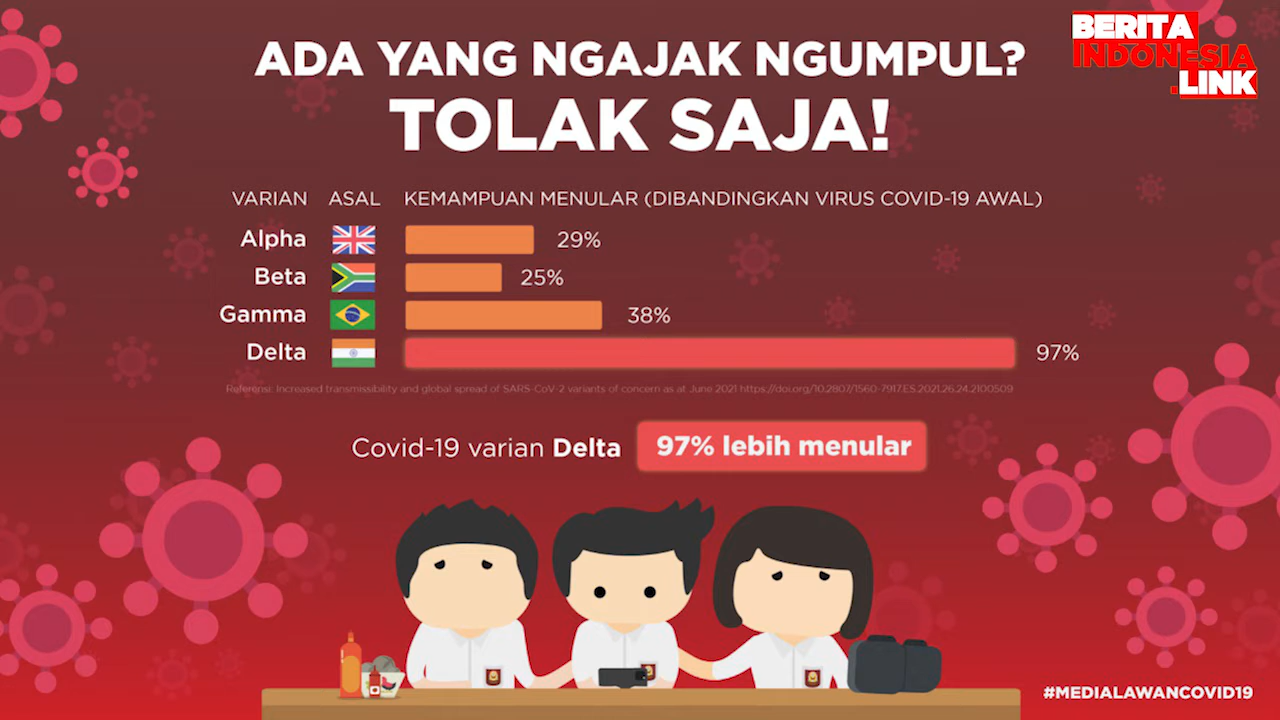 BERITA
INDONESIA
.LINK
ADA YANG NGAJAK NGUMPUL?
TOLAK SAJA!
VARIAN ASAL KEMAMPUAN MENULAR (DIBANDINGKAN VIRUS COVID-19 AWAL)
Alpha 29%
Beta 25%
Gamma 38%
Delta 97%
Referensi: Increased transmissibility and global spread of SARS-CoV-2 variants of concern as at June 2021 https://doi.org/10.2807/1560-7917.ES.2021.26.24.2100509
Covid-19 varian Delta 97% lebih menular
#MEDIALAWANCOVID19